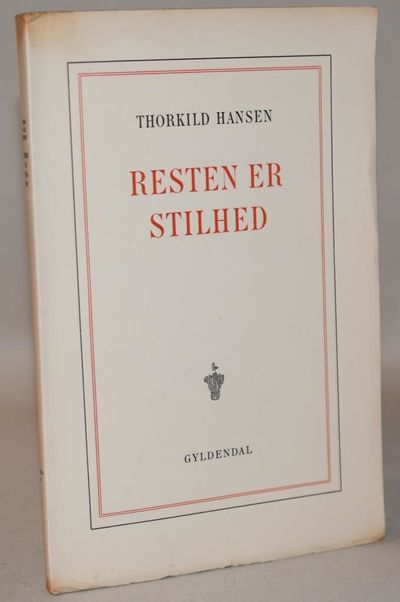 THORKILD HANSEN
RESTEN ER
STILHED
GYLDENDAL